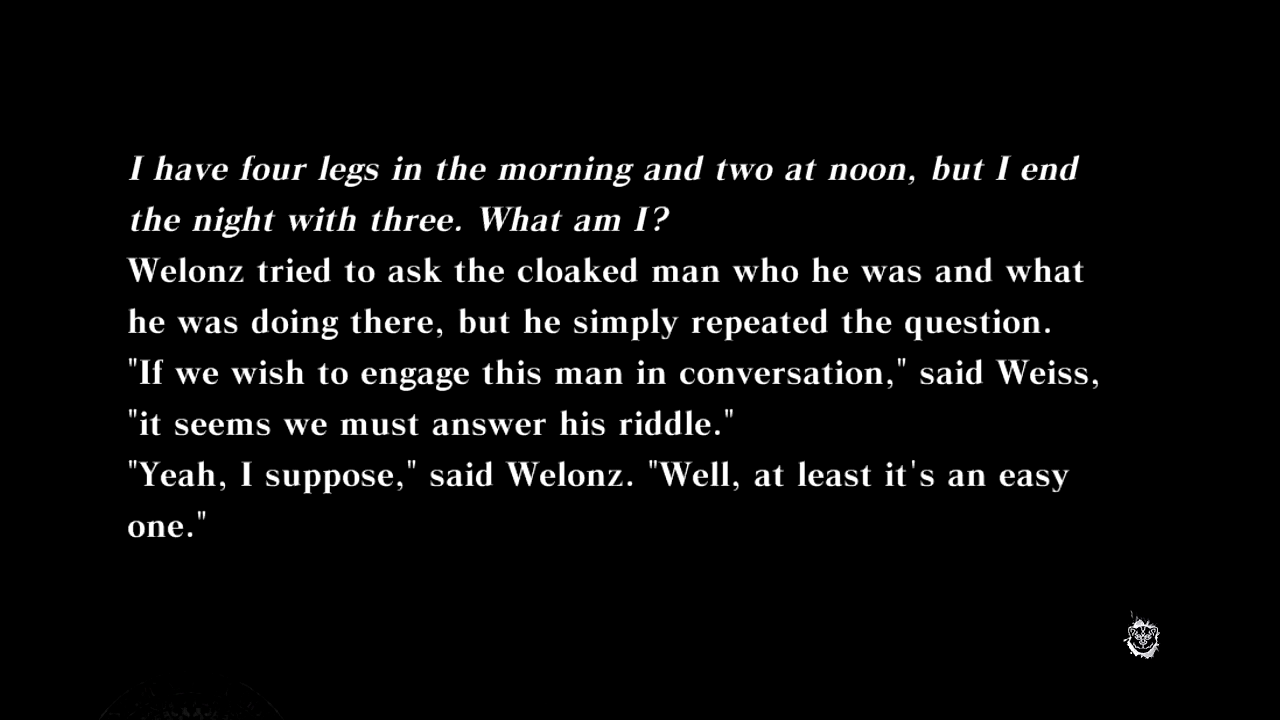 I have four legs in the morning and two at noon, but I end
the night with three. What am I?
Welonz tried to ask the cloaked man who he was and what
he was doing there, but he simply repeated the question.
"If we wish to engage this man in conversation," said Weiss,
"it seems we must answer his riddle."
"Yeah, I suppose," said Welonz. "Well, at least it's an easy
one."